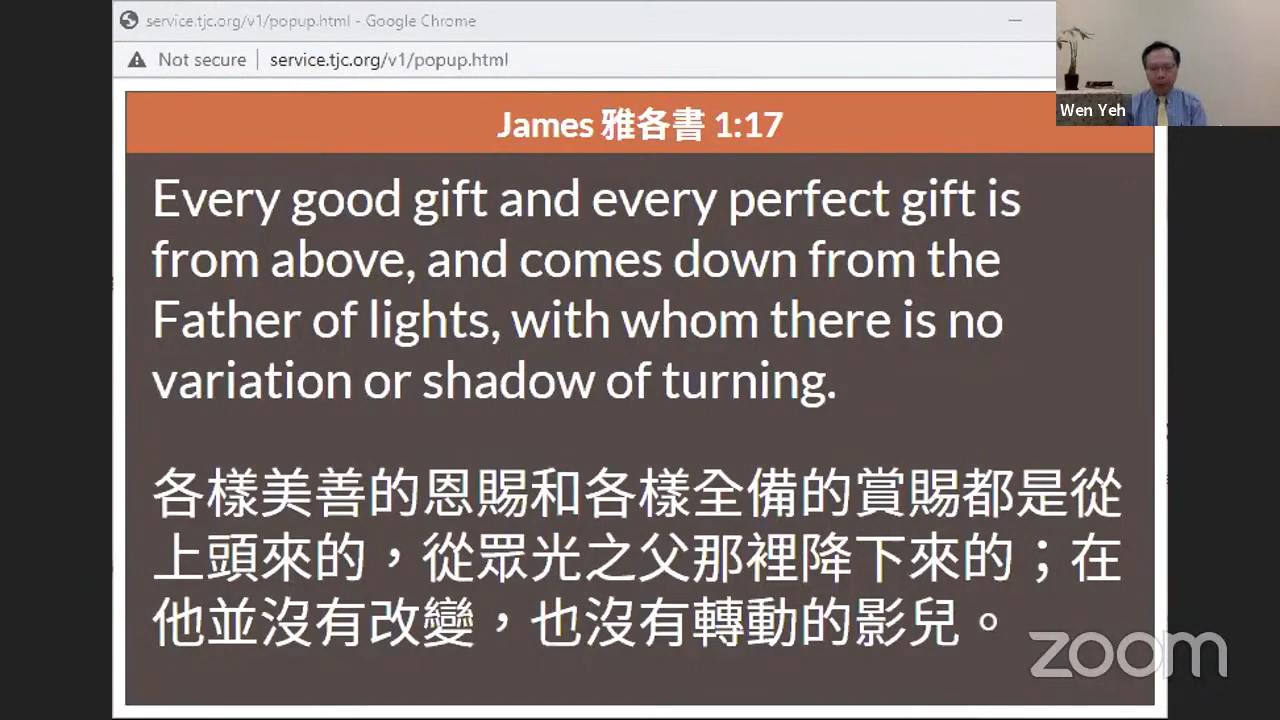 service.tjc.org/v1/popup.html - Google Chrome
Not secure | service.tjc.org/v1/popup.html
Wen Yeh
James 雅各書 1:17
Every good gift and every perfect gift is
from above, and comes down from the
Father of lights, with whom there is no
variation or shadow of turning.
各樣美善的恩賜和各樣全備的賞賜都是從
上頭來的，從眾光之父那裡降下來的；在
他並沒有改變，也沒有轉動的影兒。
zoom